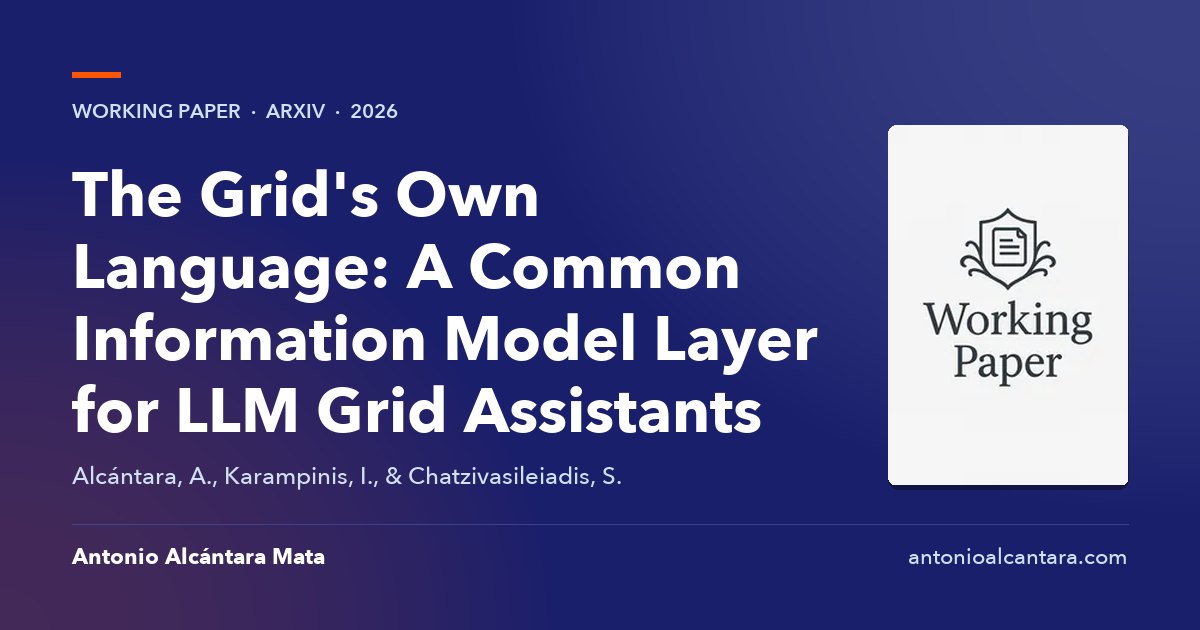 WORKING PAPER · ARXIV · 2026
The Grid's Own
Language: A Common
Information Model Layer
for LLM Grid Assistants
Alcántara, A., Karampinis, I., & Chatzivasileiadis, S.
Working
Paper
Antonio Alcántara Mata
antonioalcantara.com